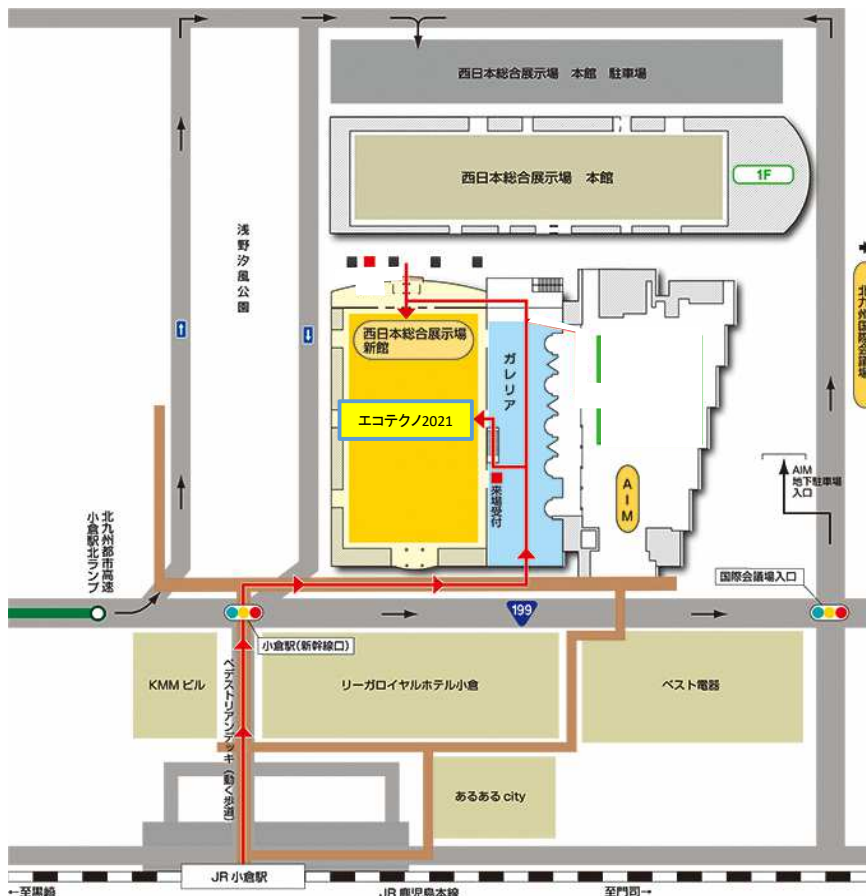 西日本総合展示場 本館 駐車場
西日本総合展示場 本館
1F
浅野汐風公園
北九州国際会議場
西日本総合展示場
新館
ガレリア
エコテクノ2021
来場受付
AIM
AIM
地下駐車場
入口
北九州都市高速
小倉駅北ランプ
国際会議場入口
199
小倉駅(新幹線口)
KMMビル
ペデストリアンデッキ(動く歩道)
リーガロイヤルホテル小倉
ベスト電器
あるあるcity
JR 小倉駅
←至黒崎
JR 鹿児島本線
至門司→